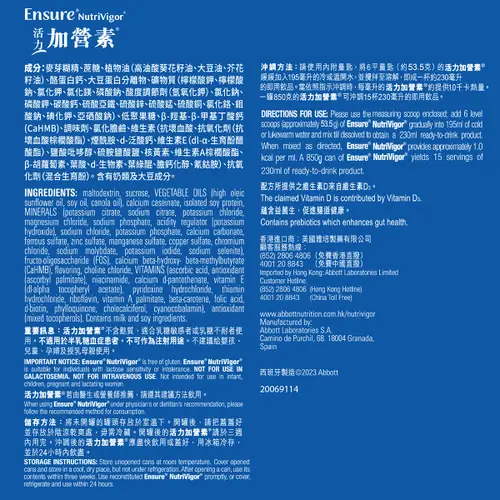 Ensure® NutriVigor®
活力加營素®
成分:麥芽糊精、蔗糖、植物油(高油酸葵花籽油、大豆油、芥花
籽油)、酪蛋白鈣、大豆蛋白分離物、礦物質(檸檬酸鉀、檸檬酸
鈉、氯化鉀、氯化鎂、磷酸鈉、酸度調節劑(氫氧化鉀)、氯化鈉、
磷酸鉀、碳酸鈣、硫酸亞鐵、硫酸鋅、硫酸錳、硫酸銅、氯化鉻、鉬
酸鈉、碘化鉀、亞硒酸鈉)、低聚果糖、β-羥基-β-甲基丁酸鈣
(CaHMB)、調味劑、氯化膽鹼、維生素(抗壞血酸、抗氧化劑(抗
壞血酸棕櫚酸酯)、煙酰胺、d-泛酸鈣、維生素E(dl-α-生育酚醋
酸酯)、鹽酸吡哆醇、硫胺鹽酸鹽、核黃素、維生素A棕櫚酸酯、
β-胡蘿蔔素、葉酸、d-生物素、葉綠醌、膽鈣化醇、氰鈷胺)、抗氧
化劑(混合生育酚)。含有奶類及大豆成分。
INGREDIENTS: maltodextrin, sucrose, VEGETABLE OILS (high oleic
sunflower oil, soy oil, canola oil), calcium caseinate, isolated soy protein,
MINERALS (potassium citrate, sodium citrate, potassium chloride,
magnesium chloride, sodium phosphate, acidity regulator (potassium
hydroxide), sodium chloride, potassium phosphate, calcium carbonate,
ferrous sulfate, zinc sulfate, manganese sulfate, copper sulfate, chromium
chloride, sodium molybdate, potassium iodide, sodium selenite),
fructo-oligosaccharide (FOS), calcium beta-hydroxy- beta-methylbutyrate
(CaHMB), flavoring, choline chloride, VITAMINS (ascorbic acid, antioxidant
(ascorbyl palmitate), niacinamide, calcium d-pantothenate, vitamin E
(dl-alpha tocopheryl acetate), pyridoxine hydrochloride, thiamin
hydrochloride, riboflavin, vitamin A palmitate, beta-carotene, folic acid,
d-biotin, phylloquinone, cholecalciferol, cyanocobalamin), antioxidant
(mixed tocopherols). Contains milk and soy ingredients.
重要訊息:活力加營素®不含麩質、適合乳糖敏感者或乳糖不耐者使
用。不適用於半乳糖血症患者。不可作為注射用途。不建議給嬰孩、
兒童、孕婦及授乳母親使用。
IMPORTANT NOTICE: Ensure® NutriVigor® is free of gluten. Ensure® NutriVigor®
is suitable for individuals with lactose sensitivity or intolerance. NOT FOR USE IN
GALACTOSEMIA. NOT FOR INTRAVENOUS USE. Not intended for use in infant,
children, pregnant and lactating women.
活力加營素®若由醫生或營養師推薦,請遵其建議方法飲用。
When using Ensure® NutriVigor® under physician's or dietitian's recommendation, please
follow the recommended method for consumption.
儲存方法:將未開罐的罐頭存放於室溫下。開罐後,請把蓋蓋好
並存放於陰涼乾爽處,毋需冷藏。開罐後的活力加營素®請於三週
內用完。沖調後的活力加營素®應盡快飲用或蓋好,用冰箱冷存,
並於24小時內飲盡。
STORAGE INSTRUCTIONS: Store unopened cans at room temperature. Cover opened
cans and store in a cool, dry place, but not under refrigeration. After opening a can, use its
contents within three weeks. Use reconstituted Ensure® NutriVigor® promptly, or cover,
refrigerate and use within 24 hours.
沖調方法:請使用內附量匙,將6平蓋匙(約53.5克)的活力加營素®
緩緩加入195毫升的冷或溫開水,並攪拌至溶解,即成一杯約230毫升
的即用飲品。當依照指示沖調時,每毫升的活力加營素®約提供1.0千卡熱量。
一罐850克的活力加營素®可沖調15杯230毫升的即用飲品。
DIRECTIONS FOR USE: Please use the measuring scoop enclosed; add 6 level
scoops (approximately 53.5g) of Ensure® NutriVigor® gradually into 195ml of cold
or Lukewarm water and mix till dissolved to obtain a 230ml ready-to-drink product.
When mixed as directed, Ensure® NutriVigor® provides approximately 1.0
kcal per ml. A 850g can of Ensure® NutriVigor® yields 15 servings of
230ml of ready-to-drink product.
配方所提供之維生素D來自維生素D₃。
The claimed Vitamin D is contributed by Vitamin D₃.
蘊含益菌生,促進腸道健康。
Contains prebiotics which enhances gut health.
香港進口商:美國雅培製藥有限公司
顧客服務熱線:
(852) 2806 4806 (免費香港直撥)
4001 20 8843 (免費中國直撥)
Imported by Hong Kong: Abbott Laboratories Limited
Customer Hotline:
(852) 2806 4806 (Hong Kong Hotline)
4001 20 8843 (China Toll Free)
www.abbottnutrition.com.hk/nutrivigor
Manufactured by:
Abbott Laboratories S.A.
Camino de Purchil, 68. 18004 Granada,
Spain
西班牙製造©2023 Abbott
20069114